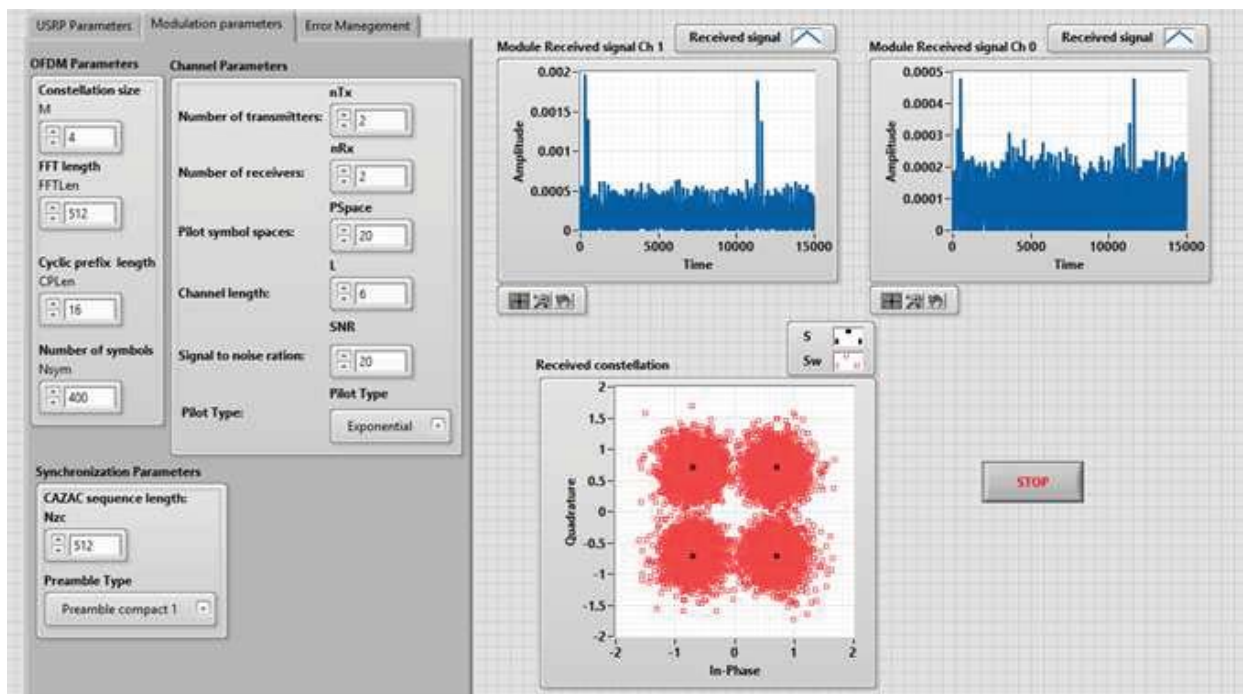 USRP Parameters
Modulation parameters
Error Manegement
OFDM Parameters
Constellation size
M
4
FFT length
FFTLen
512
Cyclic prefix length
CPLen
16
Number of symbols
Nsym
400
Channel Parameters
nTx
Number of transmitters:
2
nRx
Number of receivers:
2
PSpace
Pilot symbol spaces:
20
L
Channel length:
6
SNR
Signal to noise ration:
20
Pilot Type
Pilot Type:
Exponential
Synchronization Parameters
CAZAC sequence length:
Nzc
512
Preamble Type
Preamble compact 1
Module Received signal Ch 1
Received signal
Amplitude
0.002
0.0015
0.001
0.0005
0
0
5000
10000
15000
Time
Module Received signal Ch 0
Received signal
Amplitude
0.0005
0.0004
0.0003
0.0002
0.0001
0
0
5000
10000
15000
Time
S
Sw
Received constellation
Quadrature
2
1.5
1
0.5
0
-0.5
-1
-1.5
-2
-2
-1
0
1
2
In-Phase
STOP